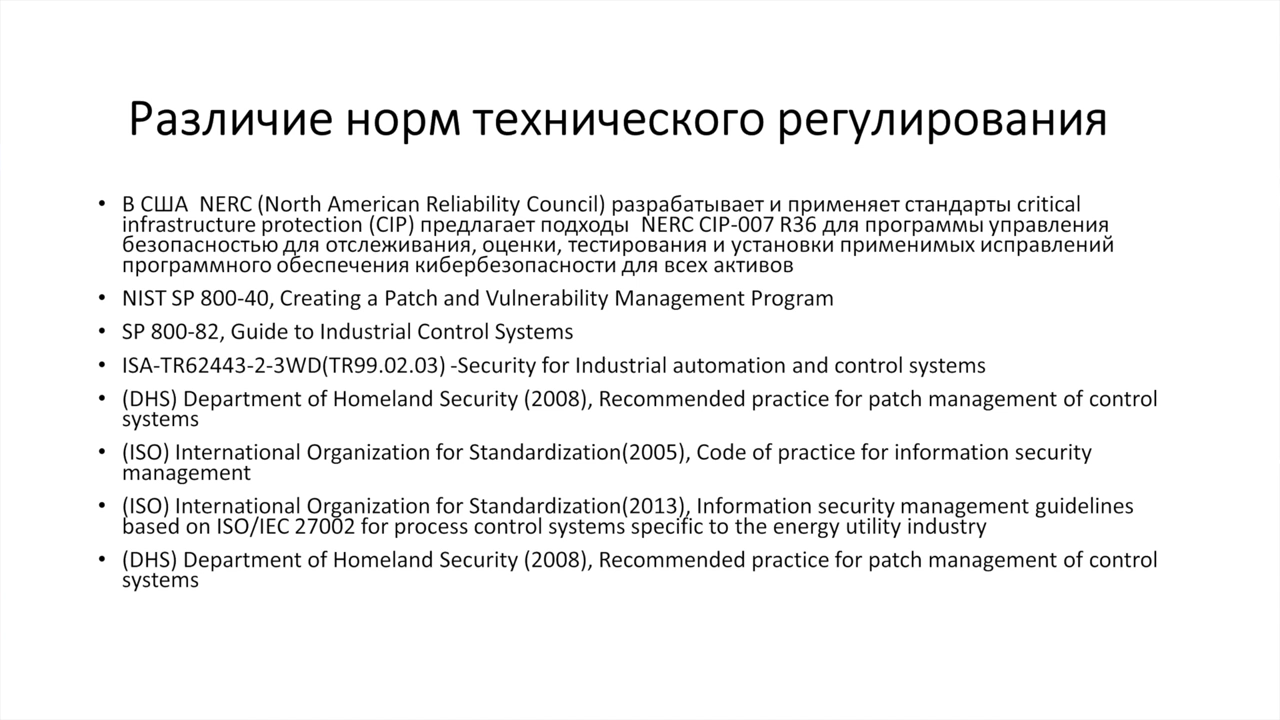 Различие норм технического регулирования
• В США  NERC (North American Reliability Council) разрабатывает и применяет стандарты critical
infrastructure protection (CIP) предлагает подходы  NERC CIP-007 R36 для программы управления
безопасностью для отслеживания, оценки, тестирования и установки применимых исправлений
программного обеспечения кибербезопасности для всех активов
• NIST SP 800-40, Creating a Patch and Vulnerability Management Program
• SP 800-82, Guide to Industrial Control Systems
• ISA-TR62443-2-3WD(TR99.02.03) -Security for Industrial automation and control systems
• (DHS) Department of Homeland Security (2008), Recommended practice for patch management of control
systems
• (ISO) International Organization for Standardization(2005), Code of practice for information security
management
• (ISO) International Organization for Standardization(2013), Information security management guidelines
based on ISO/IEC 27002 for process control systems specific to the energy utility industry
• (DHS) Department of Homeland Security (2008), Recommended practice for patch management of control
systems